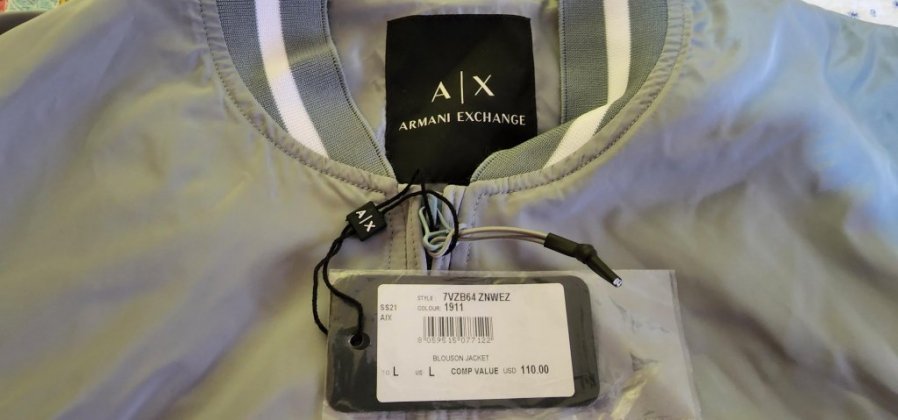 A|X
ARMANI EXCHANGE
A|X
STYLE: 7VZB64 ZNWEZ
SS21 COLOUR: 1911
A|X
8 059515 077122
BLOUSON JACKET
L US L COMP VALUE USD 110.00